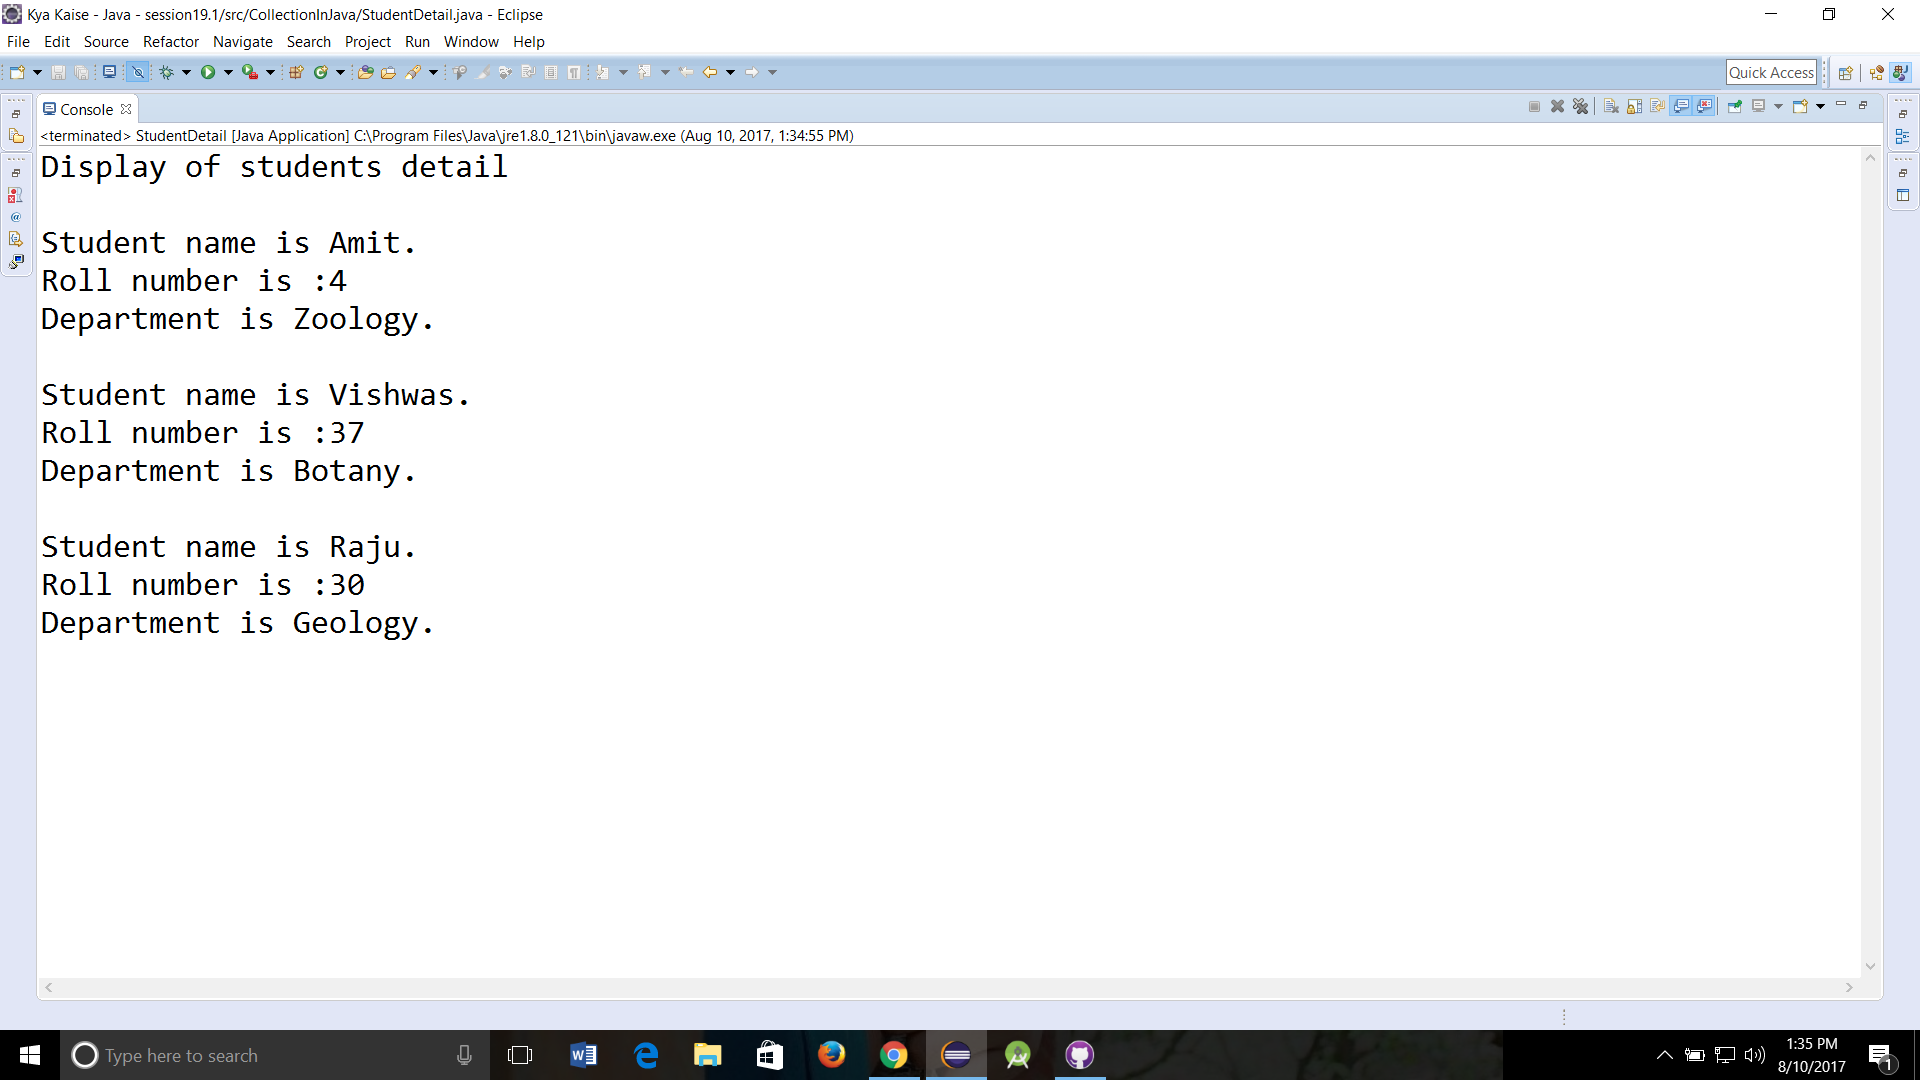 Kya Kaise - Java - session19.1/src/CollectionInJava/StudentDetail.java - Eclipse
File Edit Source Refactor Navigate Search Project Run Window Help
Quick Access
Console
<terminated> StudentDetail [Java Application] C:\Program Files\Java\jre1.8.0_121\bin\javaw.exe (Aug 10, 2017, 1:34:55 PM)
Display of students detail
Student name is Amit.
Roll number is :4
Department is Zoology.
Student name is Vishwas.
Roll number is :37
Department is Botany.
Student name is Raju.
Roll number is :30
Department is Geology.
Type here to search
1:35 PM
8/10/2017
1